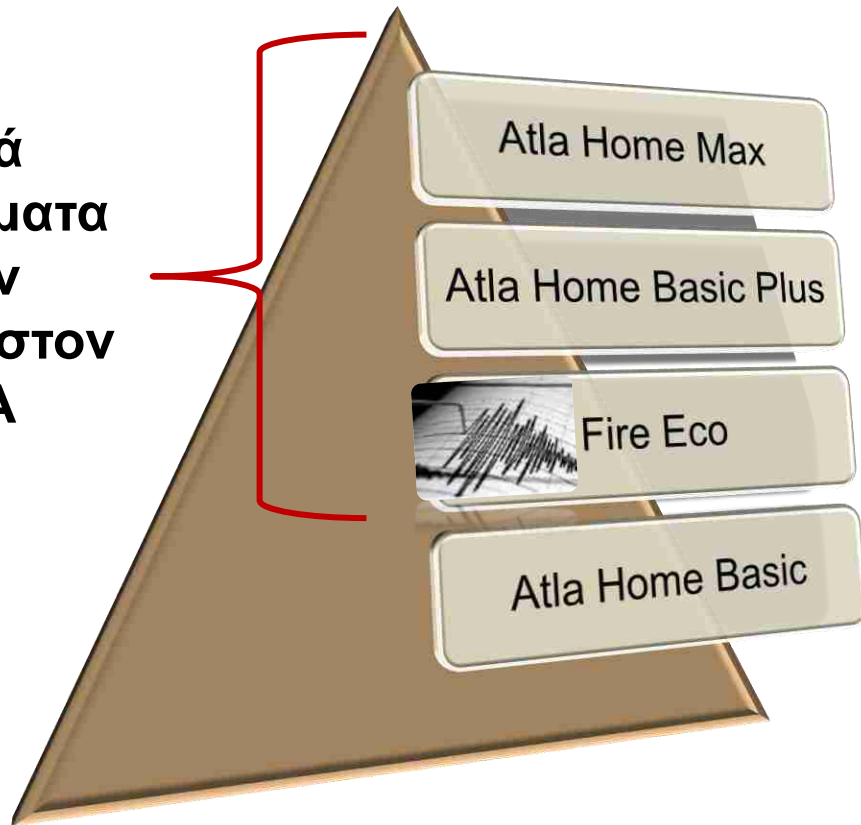 ά
ματα
ν
στον
Α
Atla Home Max
Atla Home Basic Plus
Fire Eco
Atla Home Basic